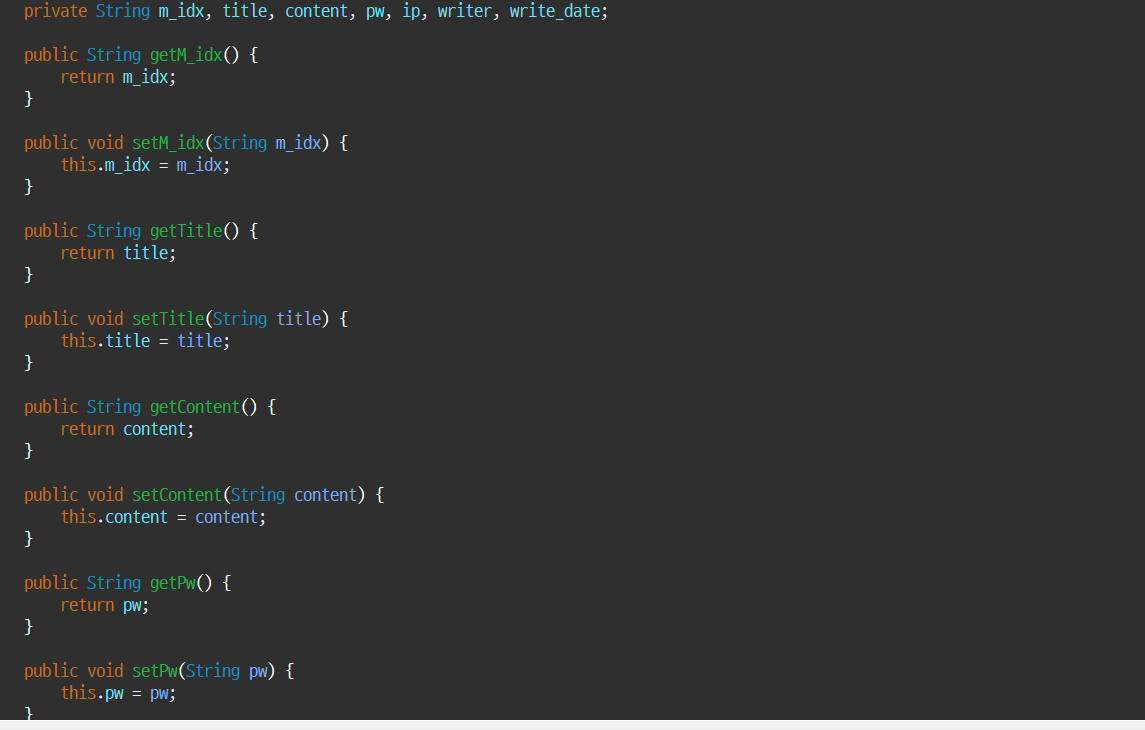 private String m_idx, title, content, pw, ip, writer, write_date;
public String getM_idx() {
return m_idx;
}
public void setM_idx(String m_idx) {
this.m_idx = m_idx;
}
public String getTitle() {
return title;
}
public void setTitle(String title) {
this.title = title;
}
public String getContent() {
return content;
}
public void setContent(String content) {
this.content = content;
}
public String getPw() {
return pw;
}
public void setPw(String pw) {
this.pw = pw;
}